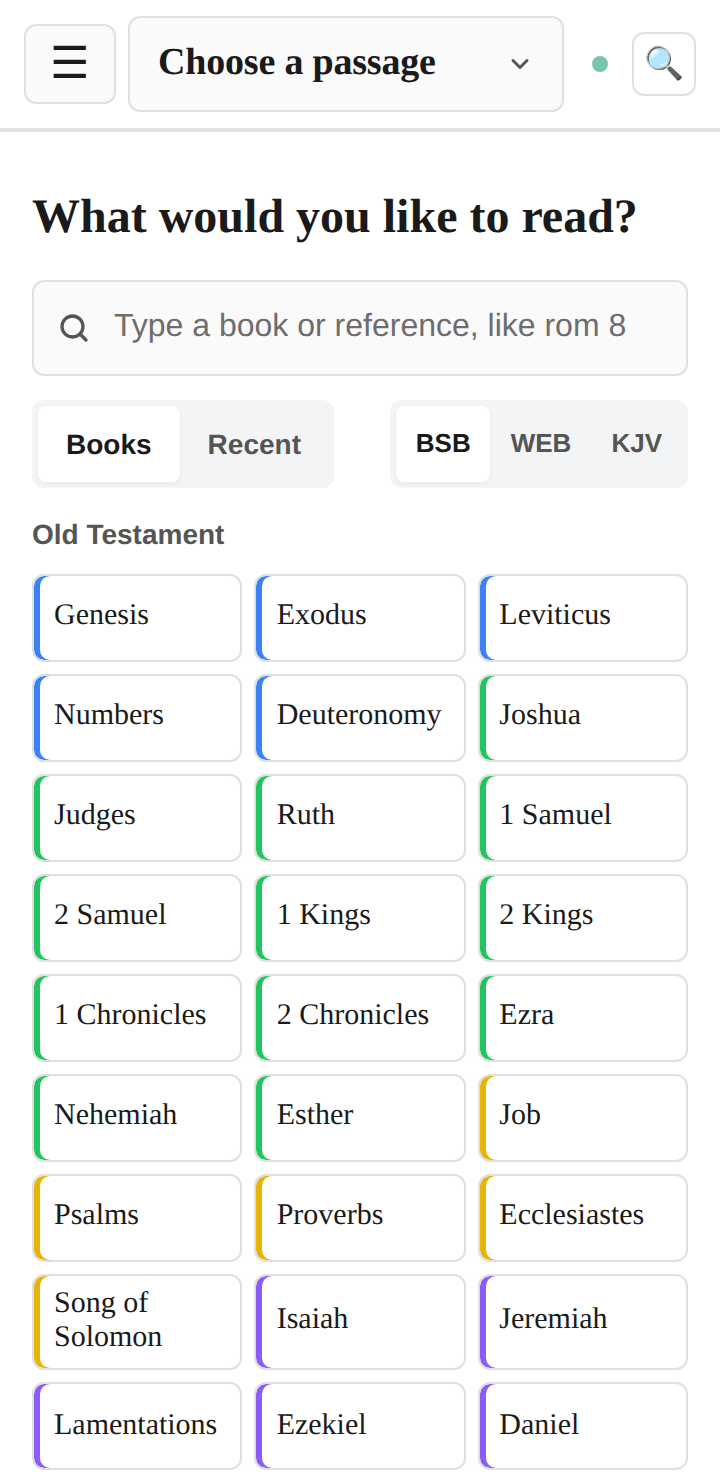 Choose a passage
What would you like to read?
Type a book or reference, like rom 8
Books Recent BSB WEB KJV
Old Testament
Genesis Exodus Leviticus
Numbers Deuteronomy Joshua
Judges Ruth 1 Samuel
2 Samuel 1 Kings 2 Kings
1 Chronicles 2 Chronicles Ezra
Nehemiah Esther Job
Psalms Proverbs Ecclesiastes
Song of
Solomon Isaiah Jeremiah
Lamentations Ezekiel Daniel